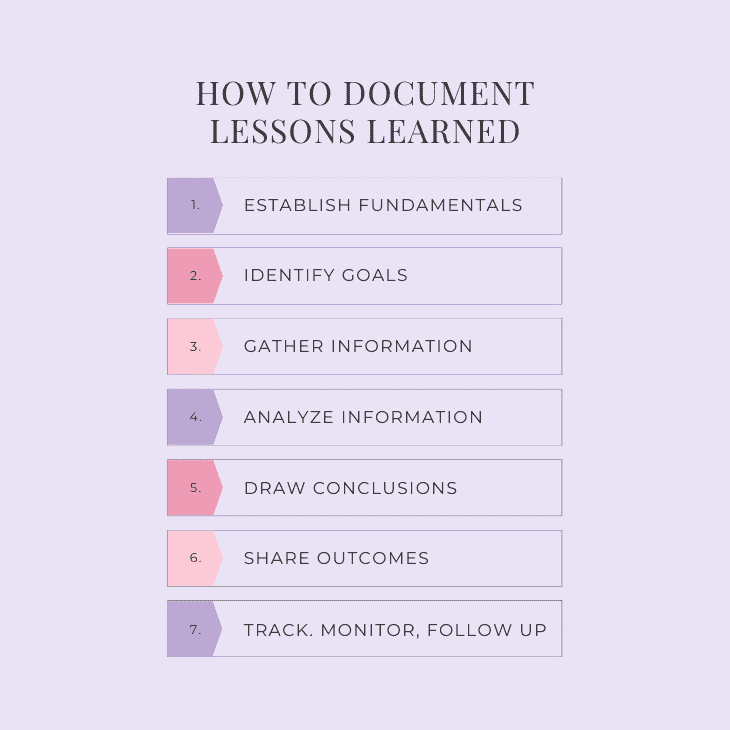 HOW TO DOCUMENT
LESSONS LEARNED
1. ESTABLISH FUNDAMENTALS
2. IDENTIFY GOALS
3. GATHER INFORMATION
4. ANALYZE INFORMATION
5. DRAW CONCLUSIONS
6. SHARE OUTCOMES
7. TRACK. MONITOR, FOLLOW UP